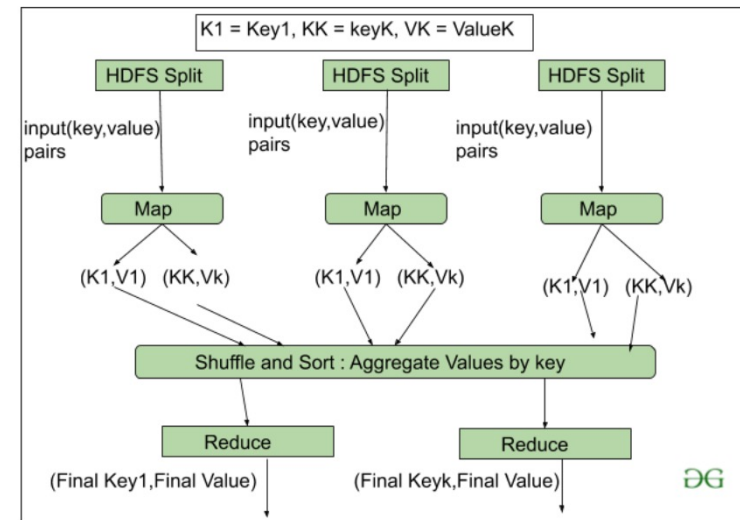 K1 = Key1, KK = keyK, VK = ValueK
HDFS Split
HDFS Split
HDFS Split
input(key,value)
pairs
input(key,value)
pairs
input(key,value)
pairs
Map
Map
Map
(K1,V1)
(KK,Vk)
(K1,V1)
(KK,Vk)
(K1,V1)
(KK,Vk)
Shuffle and Sort : Aggregate Values by key
Reduce
Reduce
(Final Key1,Final Value)
(Final Keyk,Final Value)